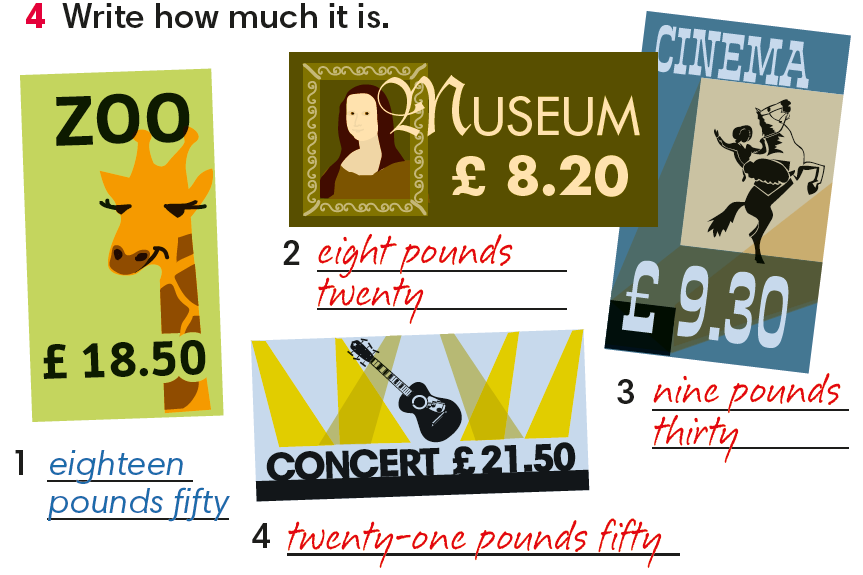 4 Write how much it is.
ZOO
£ 18.50
1 eighteen
pounds fifty
MUSEUM
£ 8.20
2 eight pounds
twenty
CINEMA
£ 9.30
3 nine pounds
thirty
CONCERT £ 21.50
4 twenty-one pounds fifty